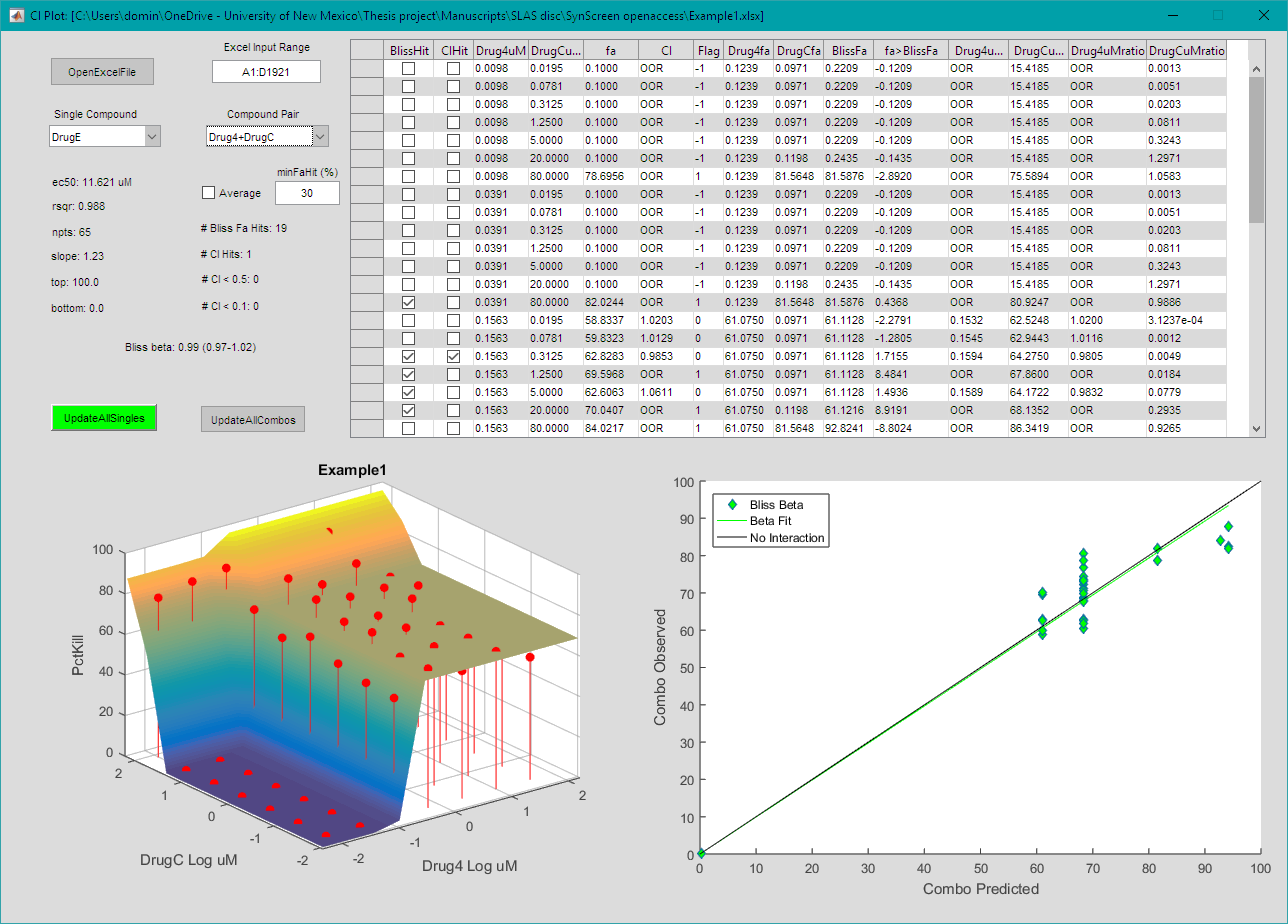 CI Plot: [C:\Users\domin\OneDrive - University of New Mexico\Thesis project\Manuscripts\SLAS disc\SynScreen openaccess\Example1.xlsx]
OpenExcelFile
Excel Input Range
A1:D1921
Single Compound
Compound Pair
DrugE
Drug4+DrugC
minFaHit (%)
Average
30
ec50: 11.621 uM
rsqr: 0.988
npts: 65
slope: 1.23
top: 100.0
bottom: 0.0
# Bliss Fa Hits: 19
# CI Hits: 1
# CI < 0.5: 0
# CI < 0.1: 0
Bliss beta: 0.99 (0.97-1.02)
UpdateAllSingles
UpdateAllCombos
BlissHit CIHit Drug4uM DrugCu... fa CI Flag Drug4fa DrugCfa BlissFa fa>BlissFa Drug4u... DrugCu... Drug4uMratio DrugCuMratio
0.0098 0.0195 0.1000 OOR -1 0.1239 0.0971 0.2209 -0.1209 OOR 15.4185 OOR 0.0013
0.0098 0.0781 0.1000 OOR -1 0.1239 0.0971 0.2209 -0.1209 OOR 15.4185 OOR 0.0051
0.0098 0.3125 0.1000 OOR -1 0.1239 0.0971 0.2209 -0.1209 OOR 15.4185 OOR 0.0203
0.0098 1.2500 0.1000 OOR -1 0.1239 0.0971 0.2209 -0.1209 OOR 15.4185 OOR 0.0811
0.0098 5.0000 0.1000 OOR -1 0.1239 0.0971 0.2209 -0.1209 OOR 15.4185 OOR 0.3243
0.0098 20.0000 0.1000 OOR -1 0.1239 0.1198 0.2435 -0.1435 OOR 15.4185 OOR 1.2971
0.0098 80.0000 78.6956 OOR 1 0.1239 81.5648 81.5876 -2.8920 OOR 75.5894 OOR 1.0583
0.0391 0.0195 0.1000 OOR -1 0.1239 0.0971 0.2209 -0.1209 OOR 15.4185 OOR 0.0013
0.0391 0.0781 0.1000 OOR -1 0.1239 0.0971 0.2209 -0.1209 OOR 15.4185 OOR 0.0051
0.0391 0.3125 0.1000 OOR -1 0.1239 0.0971 0.2209 -0.1209 OOR 15.4185 OOR 0.0203
0.0391 1.2500 0.1000 OOR -1 0.1239 0.0971 0.2209 -0.1209 OOR 15.4185 OOR 0.0811
0.0391 5.0000 0.1000 OOR -1 0.1239 0.0971 0.2209 -0.1209 OOR 15.4185 OOR 0.3243
0.0391 20.0000 0.1000 OOR -1 0.1239 0.1198 0.2435 -0.1435 OOR 15.4185 OOR 1.2971
0.0391 80.0000 82.0244 OOR 1 0.1239 81.5648 81.5876 0.4368 OOR 80.9247 OOR 0.9886
0.1563 0.0195 58.8337 1.0203 0 61.0750 0.0971 61.1128 -2.2791 0.1532 62.5248 1.0200 3.1237e-04
0.1563 0.0781 59.8323 1.0129 0 61.0750 0.0971 61.1128 -1.2805 0.1545 62.9443 1.0116 0.0012
0.1563 0.3125 62.8283 0.9853 0 61.0750 0.0971 61.1128 1.7155 0.1594 64.2750 0.9805 0.0049
0.1563 1.2500 69.5968 OOR 1 61.0750 0.0971 61.1128 8.4841 OOR 67.8600 OOR 0.0184
0.1563 5.0000 62.6063 1.0611 0 61.0750 0.0971 61.1128 1.4936 0.1589 64.1722 0.9832 0.0779
0.1563 20.0000 70.0407 OOR 1 61.0750 0.1198 61.1216 8.9191 OOR 68.1352 OOR 0.2935
0.1563 80.0000 84.0217 OOR 1 61.0750 81.5648 92.8241 -8.8024 OOR 86.3419 OOR 0.9265
Example1
PctKill
100
80
60
40
20
0
2
1
0
-1
-2
DrugC Log uM
-2
-1
0
1
2
Drug4 Log uM
Bliss Beta
Beta Fit
No Interaction
Combo Observed
100
90
80
70
60
50
40
30
20
10
0
0 10 20 30 40 50 60 70 80 90 100
Combo Predicted